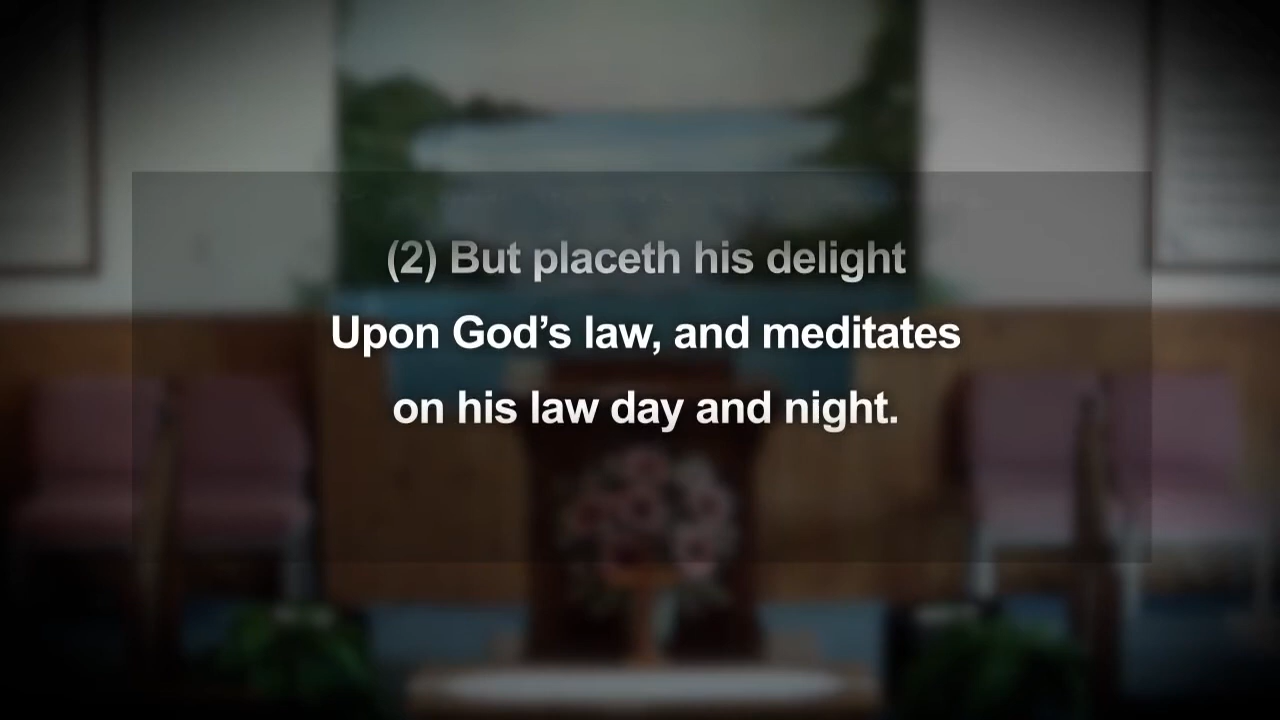 (2) But placeth his delight
Upon God’s law, and meditates
on his law day and night.